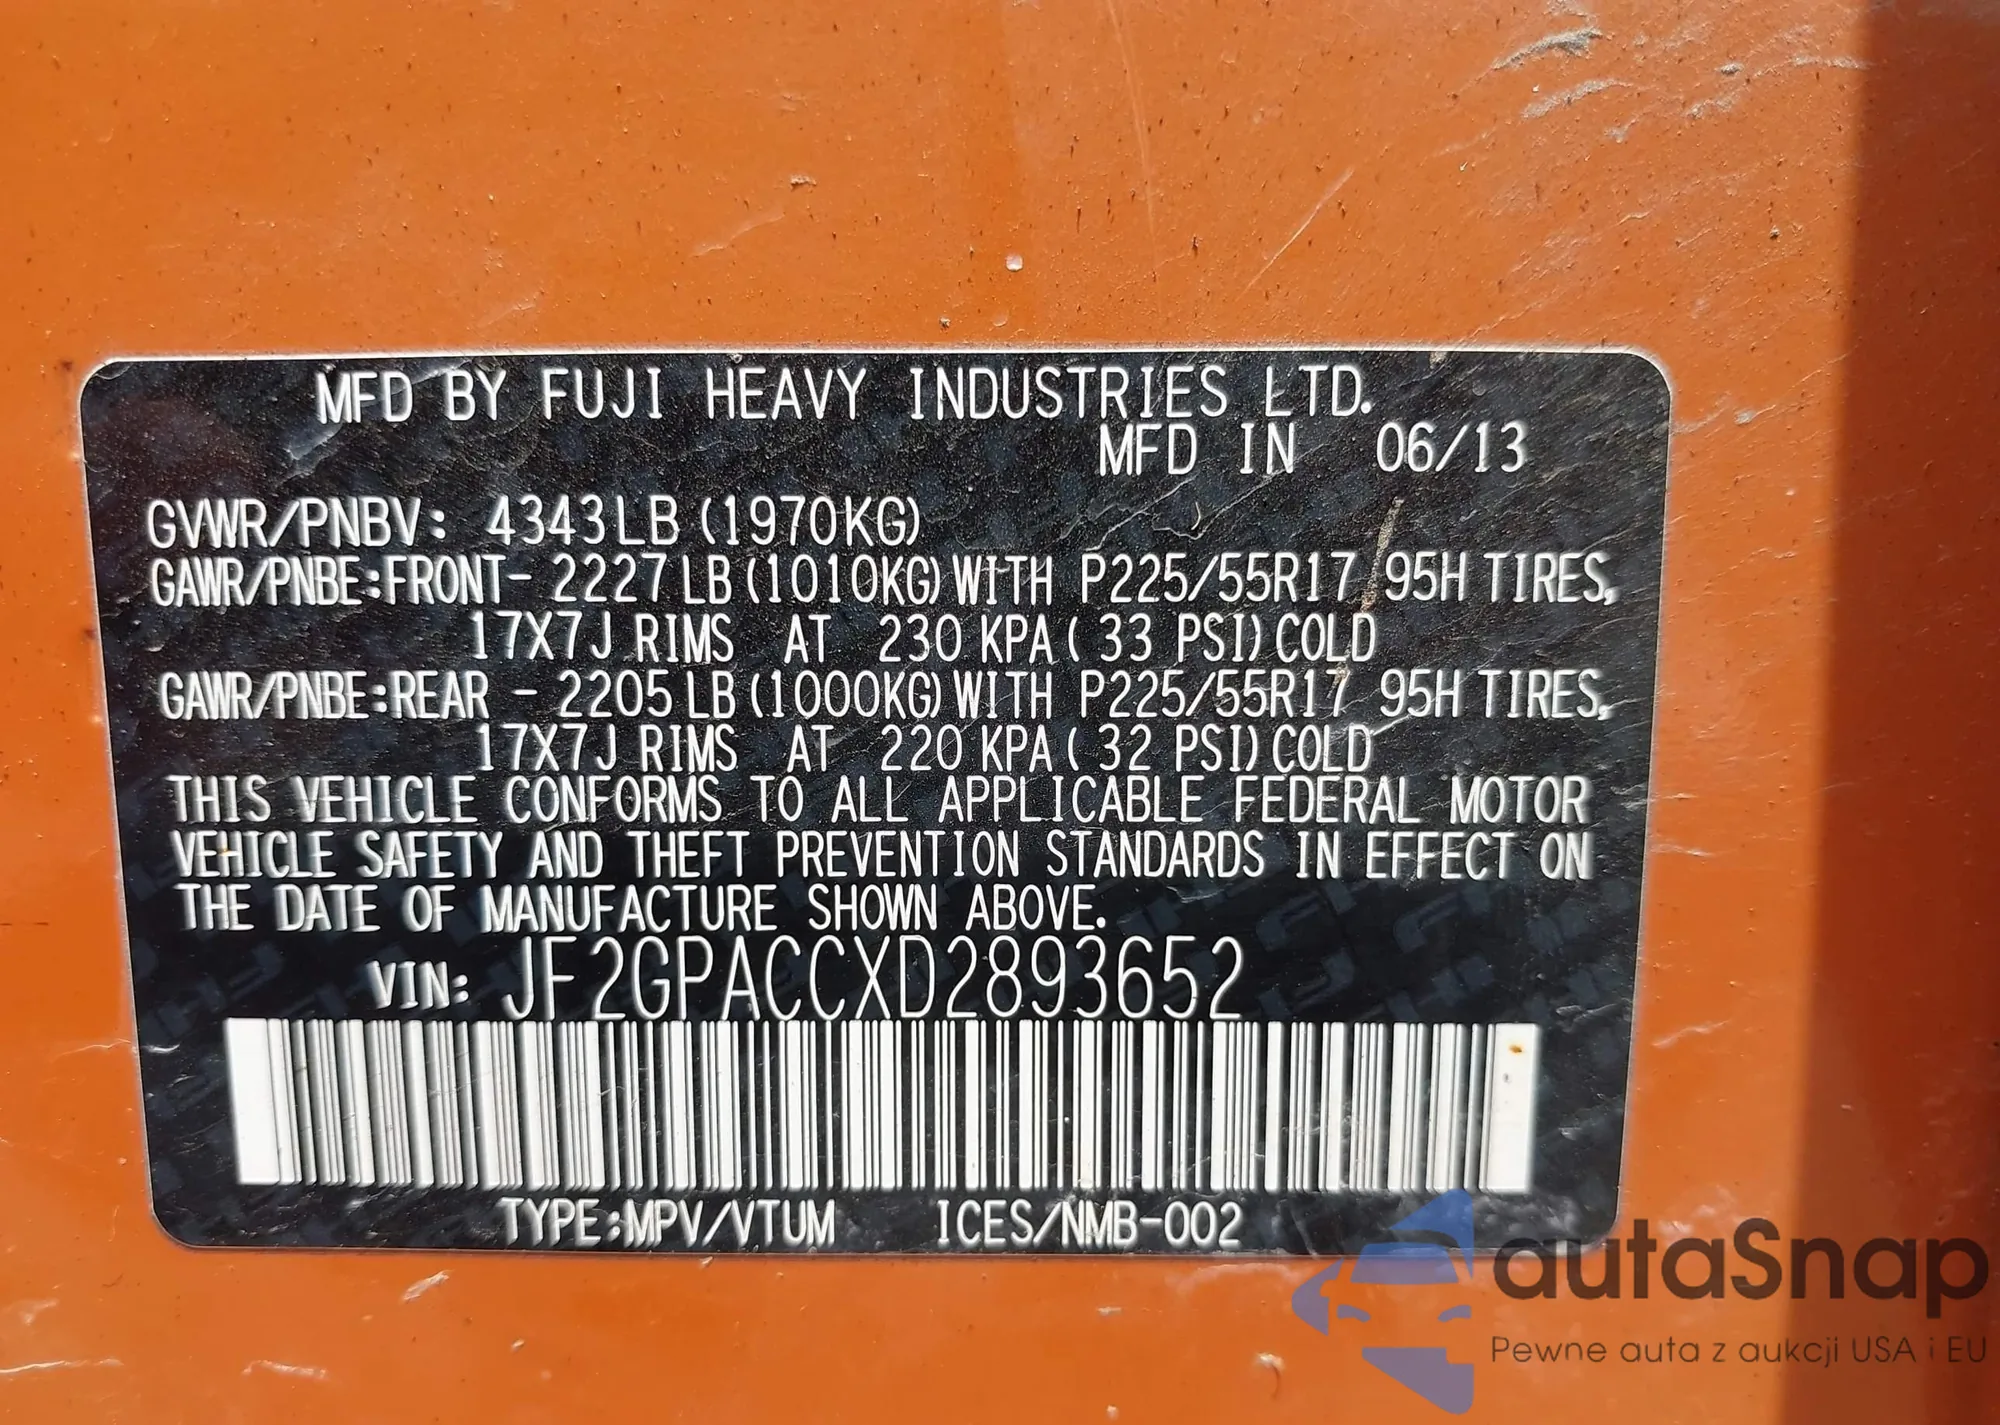 MFD BY FUJI HEAVY INDUSTRIES LTD.
MFD IN 06/13
GVWR/PNBV: 4343LB (1970KG)
GAWR/PNBE:FRONT- 2227LB (1010KG) WITH P225/55R17 95H TIRES,
17X7J RIMS AT 230 KPA ( 33 PSI) COLD
GAWR/PNBE:REAR - 2205LB (1000KG) WITH P225/55R17 95H TIRES,
17X7J RIMS AT 220 KPA ( 32 PSI) COLD
THIS VEHICLE CONFORMS TO ALL APPLICABLE FEDERAL MOTOR
VEHICLE SAFETY AND THEFT PREVENTION STANDARDS IN EFFECT ON
THE DATE OF MANUFACTURE SHOWN ABOVE.
VIN: JF2GPACCXD2893652
TYPE:MPV/VTUM ICES/NMB-002
autaSnap
Pewne auta z aukcji USA i EU